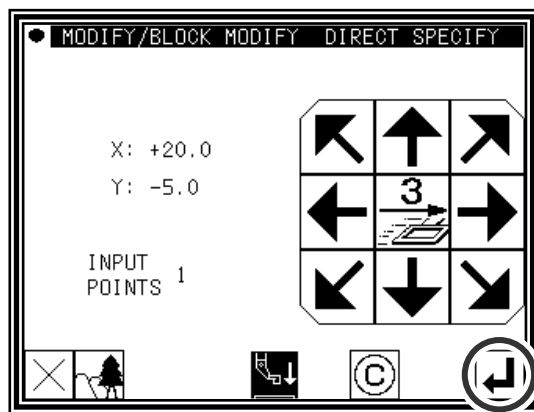 MODIFY/BLOCK MODIFY DIRECT SPECIFY
X: +20.0
Y: -5.0
3
INPUT
POINTS 1
C